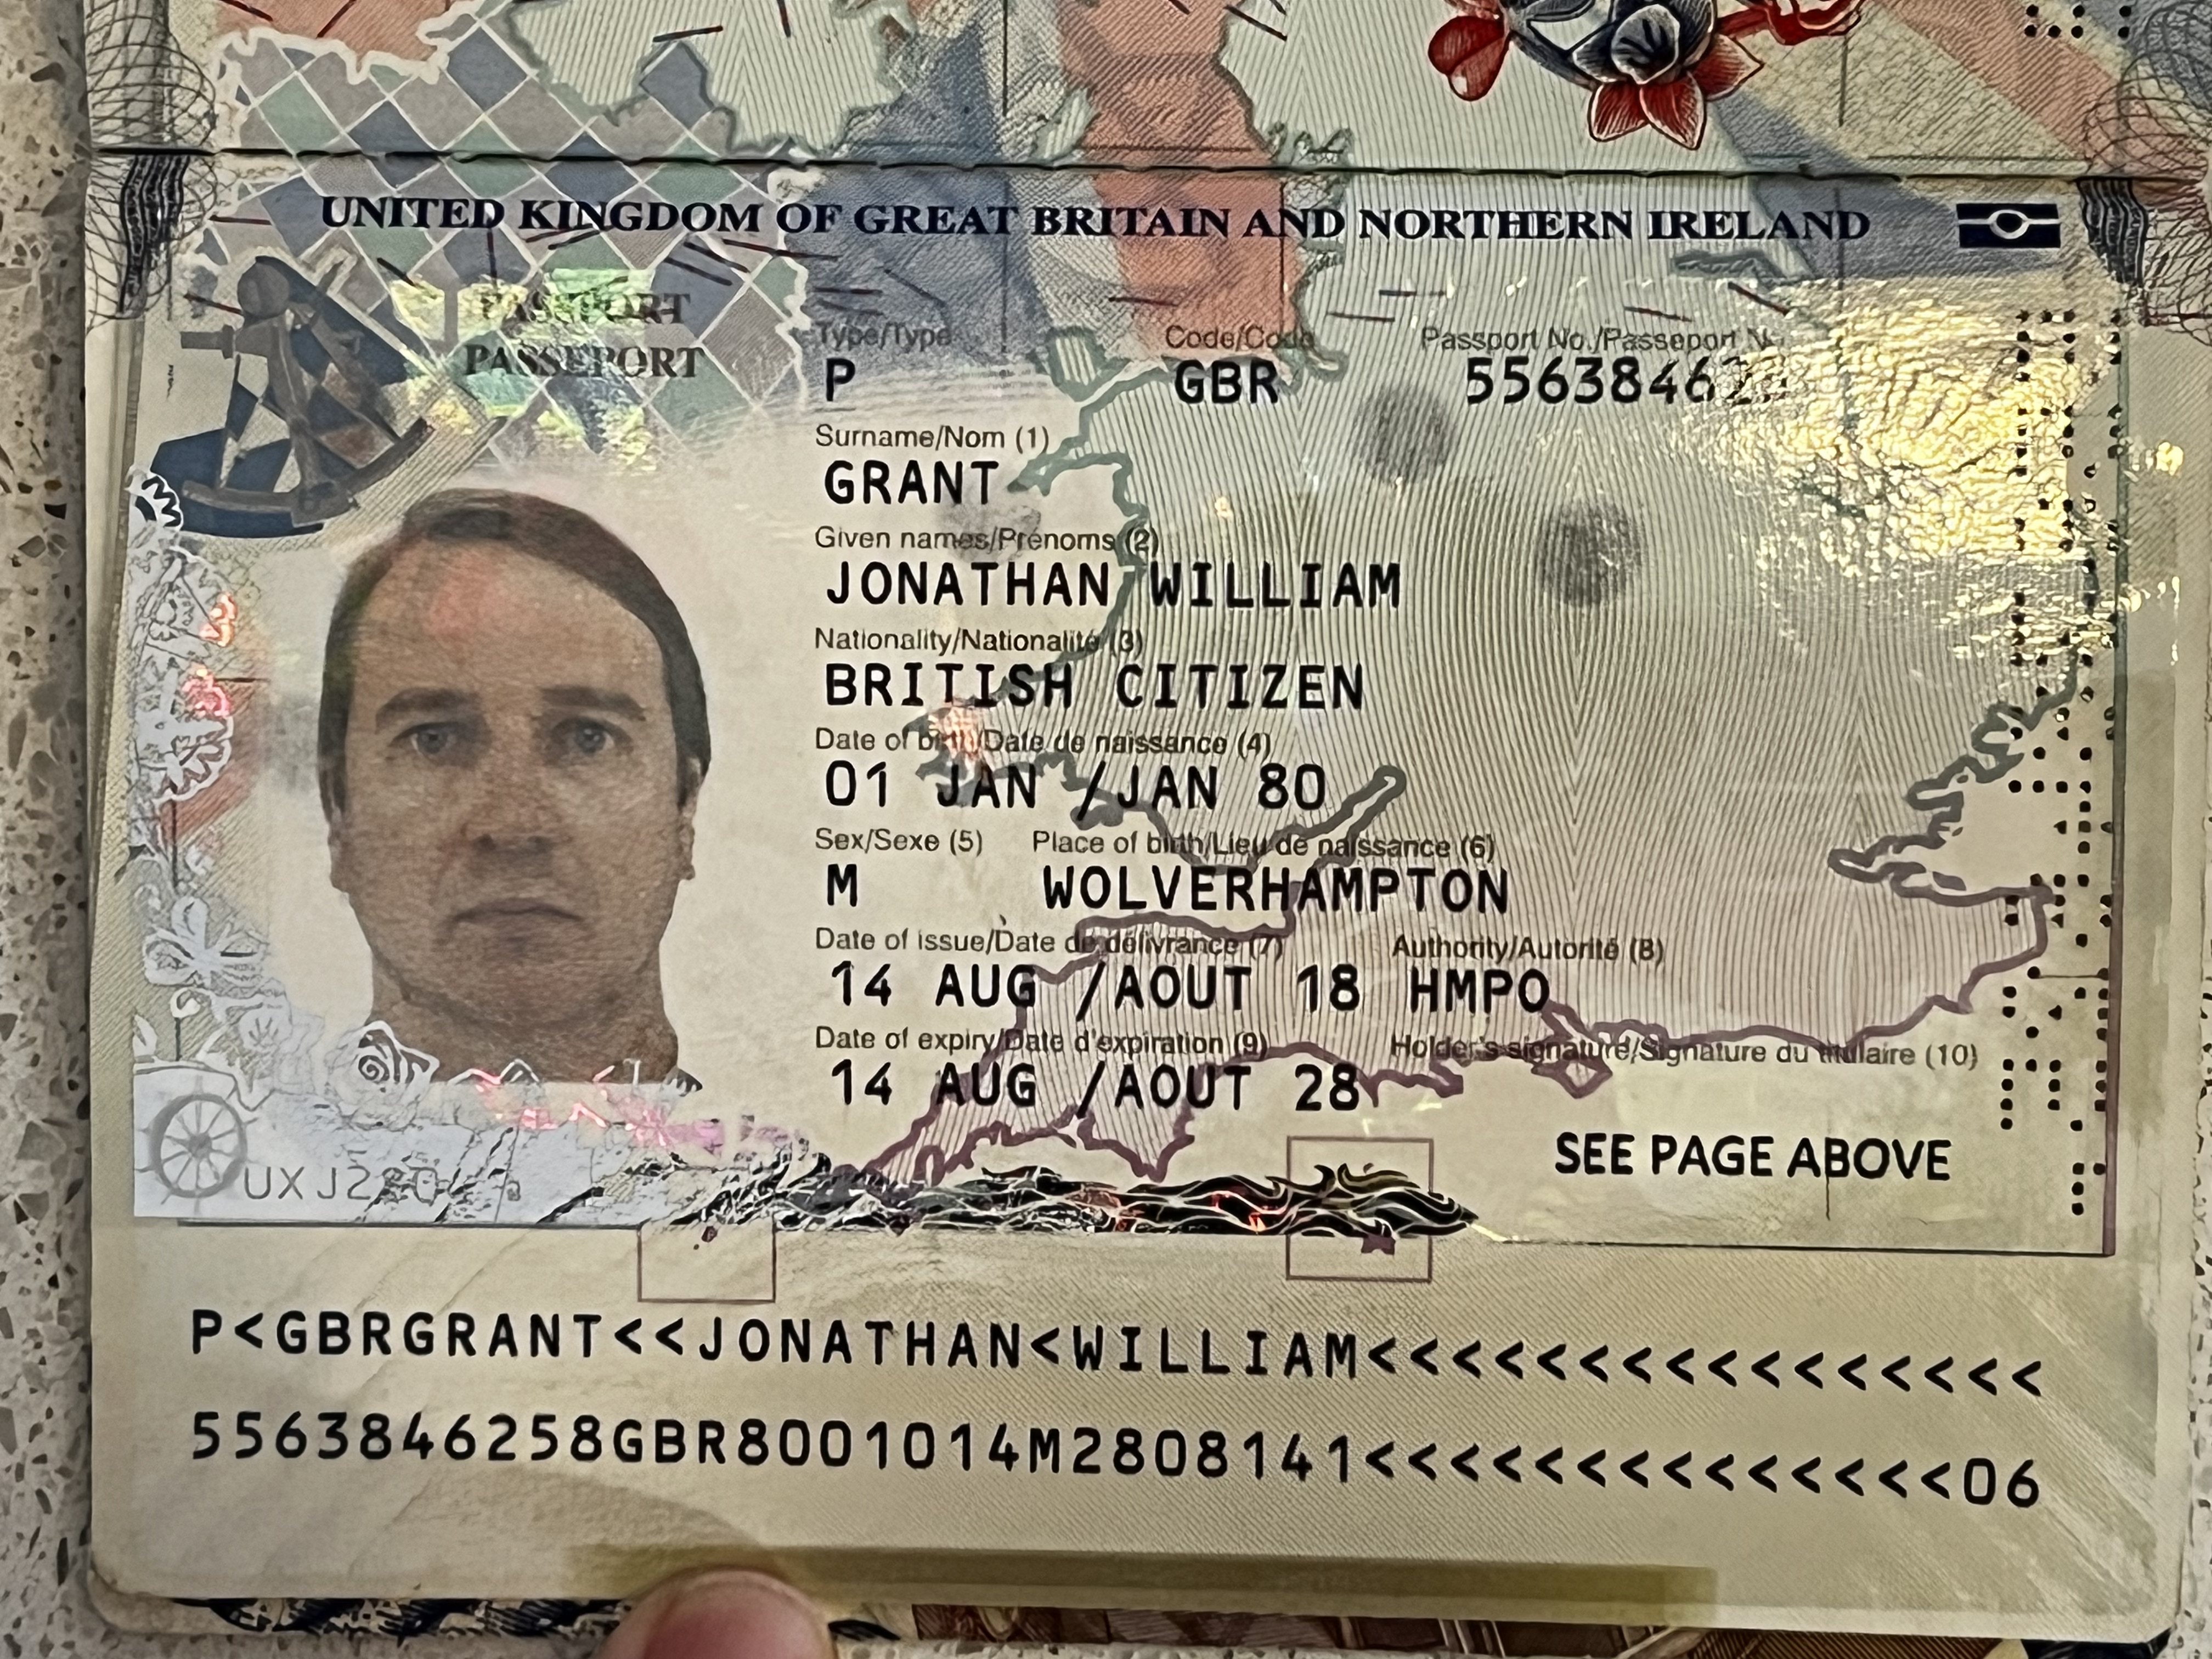 UNITED KINGDOM OF GREAT BRITAIN AND NORTHERN IRELAND
PASSPORT
PASSEPORT
Type/Type Code/Code Passport No./Passeport
P GBR
Surname/Nom (1)
GRANT
Given names/Prénoms (2)
JONATHAN WILLIAM
Nationality/Nationalité (3)
BRITISH CITIZEN
Date of birth/Date de naissance (4)
01 JAN /JAN 80
Sex/Sexe (5) Place of birth/Lieu de naissance (6)
M WOLVERHAMPTON
Date of issue/Date de délivrance (7) Authority/Autorité (8)
14 AUG /AOUT 18 HMPO
Date of expiry/Date d'expiration (9) Holder's signature/Signature du titulaire (10)
14 AUG /AOUT 28
SEE PAGE ABOVE
P<GBRGRANT<<JONATHAN<WILLIAM<<<<<<<<<<<<<<<<
5563846258GBR8001014M2808141<<<<<<<<<<<<<<06